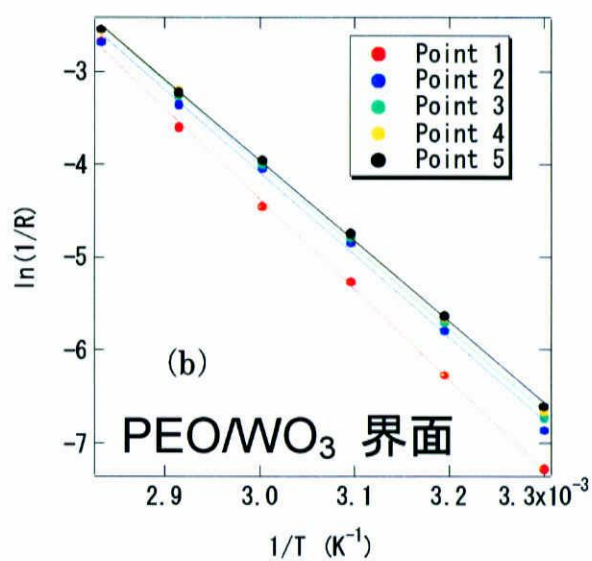 -3
-4
-5
-6
-7
ln(1/R)
Point 1
Point 2
Point 3
Point 4
Point 5
(b)
PEO/WO₃ 界面
2.9 3.0 3.1 3.2 3.3x10⁻³
1/T (K⁻¹)